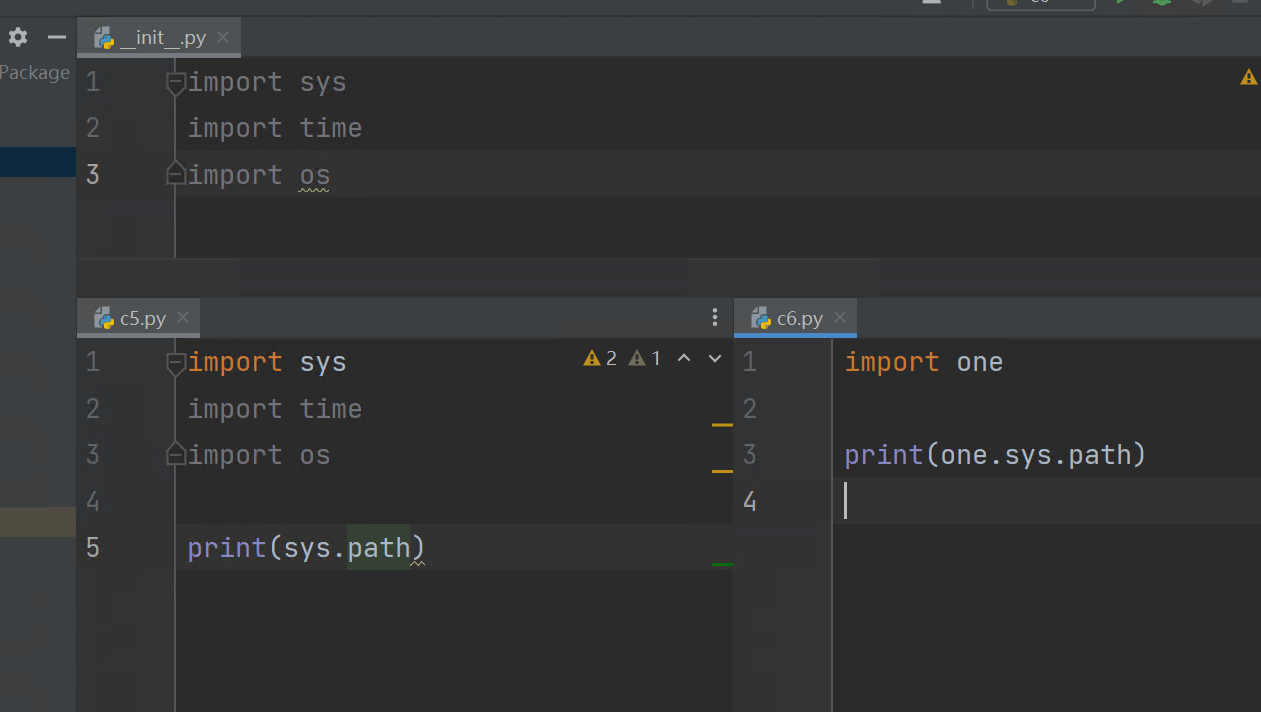 __init__.py
Package
1 import sys
2 import time
3 import os
c5.py
1 import sys
2 1
2 import time
3 import os
4
5 print(sys.path)
c6.py
1 import one
2
3 print(one.sys.path)
4